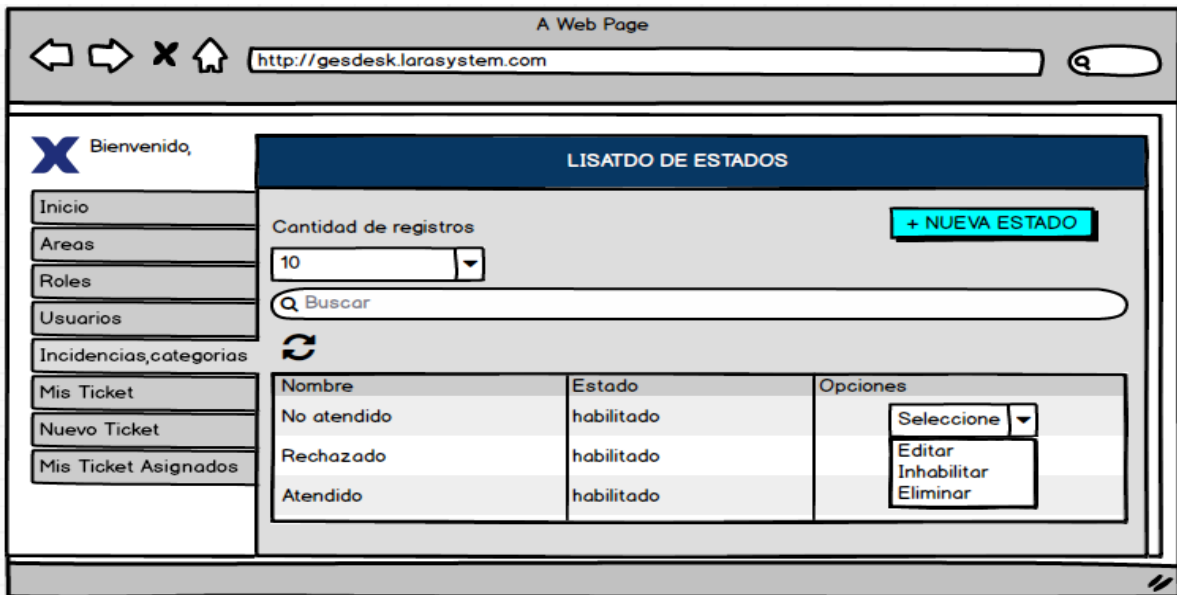 A Web Page
http://gesdesk.larasystem.com
Bienvenido,
Inicio
Areas
Roles
Usuarios
Incidencias,categorias
Mis Ticket
Nuevo Ticket
Mis Ticket Asignados
LISATDO DE ESTADOS
+ NUEVA ESTADO
Cantidad de registros
10
Buscar
Nombre Estado Opciones
No atendido habilitado Seleccione
Rechazado habilitado
Atendido habilitado
Editar
Inhabilitar
Eliminar